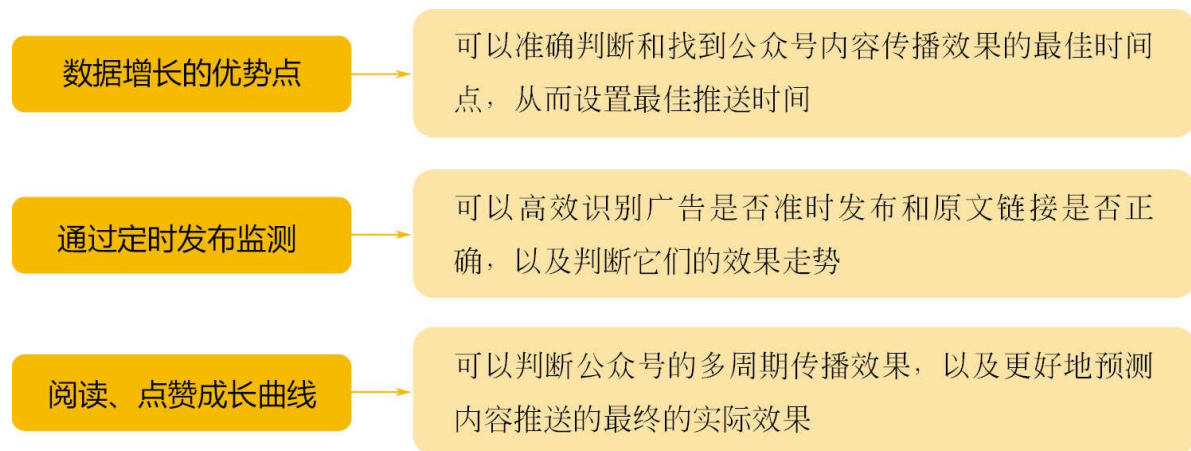 数据增长的优势点
可以准确判断和找到公众号内容传播效果的最佳时间
点，从而设置最佳推送时间
通过定时发布监测
可以高效识别广告是否准时发布和原文链接是否正
确，以及判断它们的效果走势
阅读、点赞成长曲线
可以判断公众号的多周期传播效果，以及更好地预测
内容推送的最终的实际效果